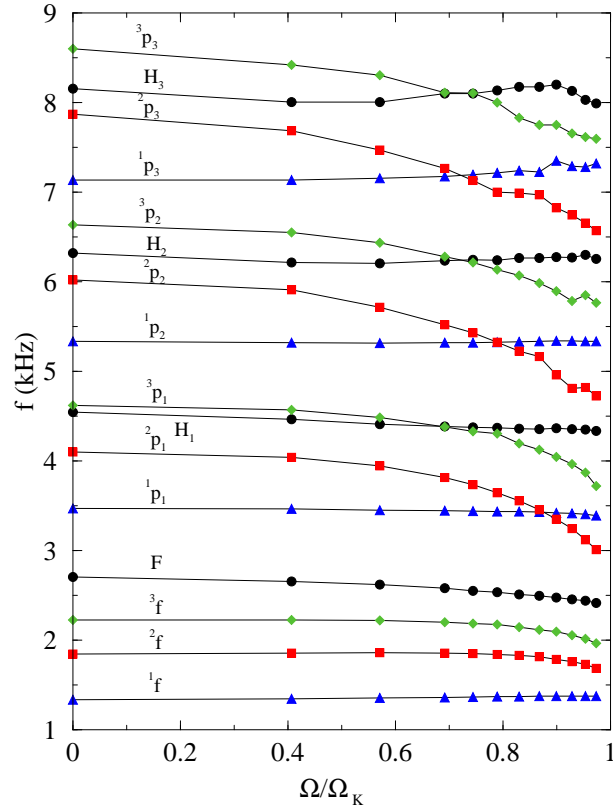 ³p₃
9
H₃
²p₃
8
¹p₃
7
³p₂
H₂
²p₂
6
¹p₂
f (kHz)
5
³p₁
H₁
²p₁
4
¹p₁
3
F
³f
²f
2
¹f
1
0 0.2 0.4 0.6 0.8 1
Ω/Ω_K